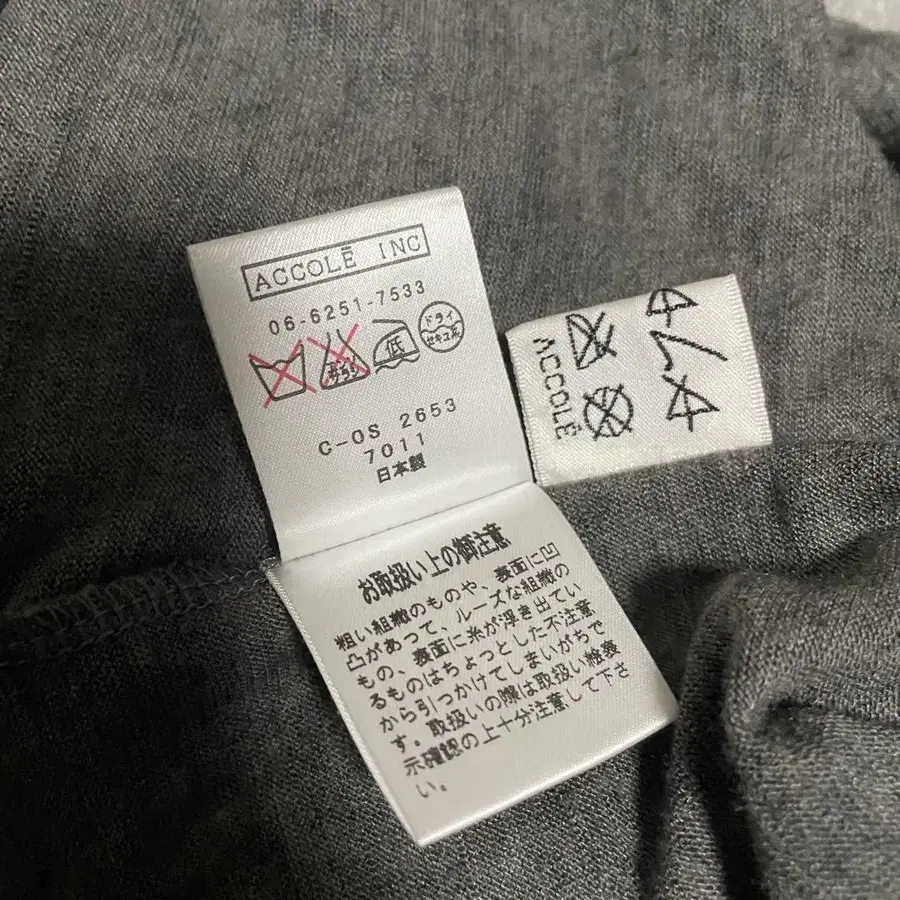 ACCOLĒ INC
06-6251-7533
低
ドライ
セキユ系
C-0S 2653
7011
日本製
ACCOLĒ
お取扱い上の御注意
粗い組織のものや、表面に凹
凸があって、ルーズな組織の
もの、表面に糸が浮き出てい
るものはちょっとした不注意
から引つかけてしまいがちで
す。取扱いの際は取扱い絵表
示確認の上十分注意して下さ
い。